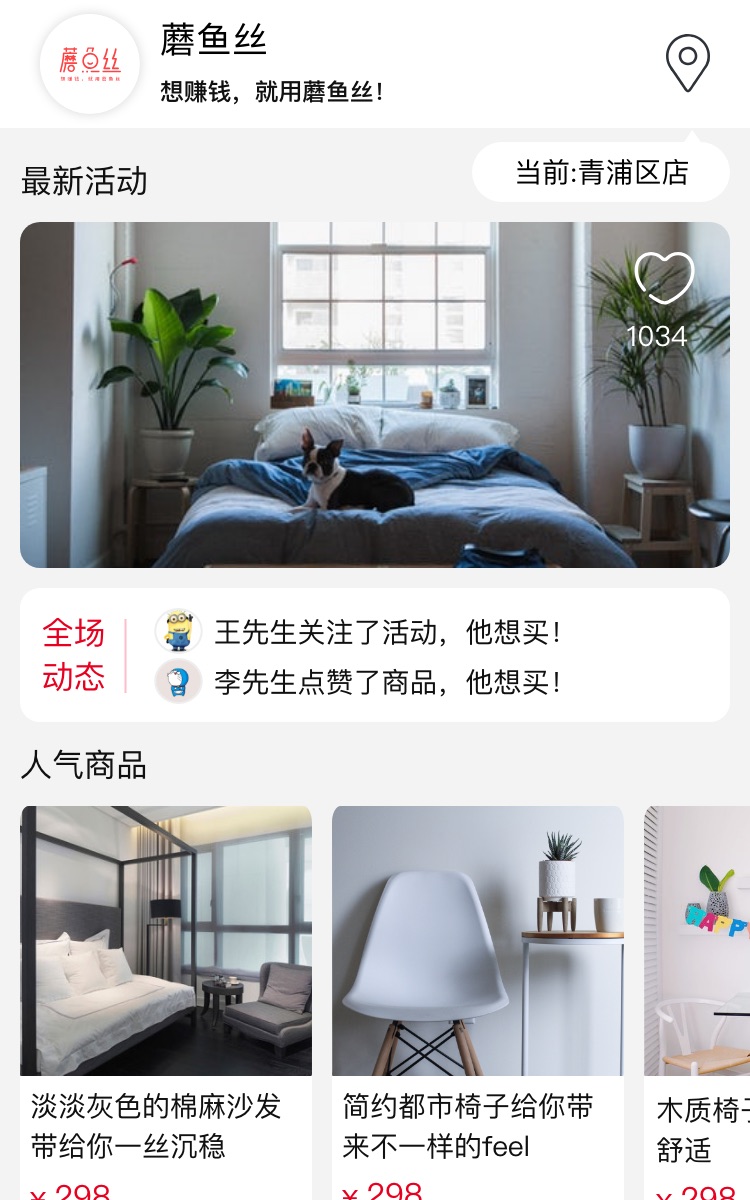 蘑鱼丝
蘑鱼丝
想赚钱，就用蘑鱼丝！
当前:青浦区店
最新活动
1034
全场
动态
王先生关注了活动，他想买！
李先生点赞了商品，他想买！
人气商品
HAPP
淡淡灰色的棉麻沙发
带给你一丝沉稳
¥ 298
简约都市椅子给你带
来不一样的feel
¥ 298
木质椅子
舒适
¥ 298